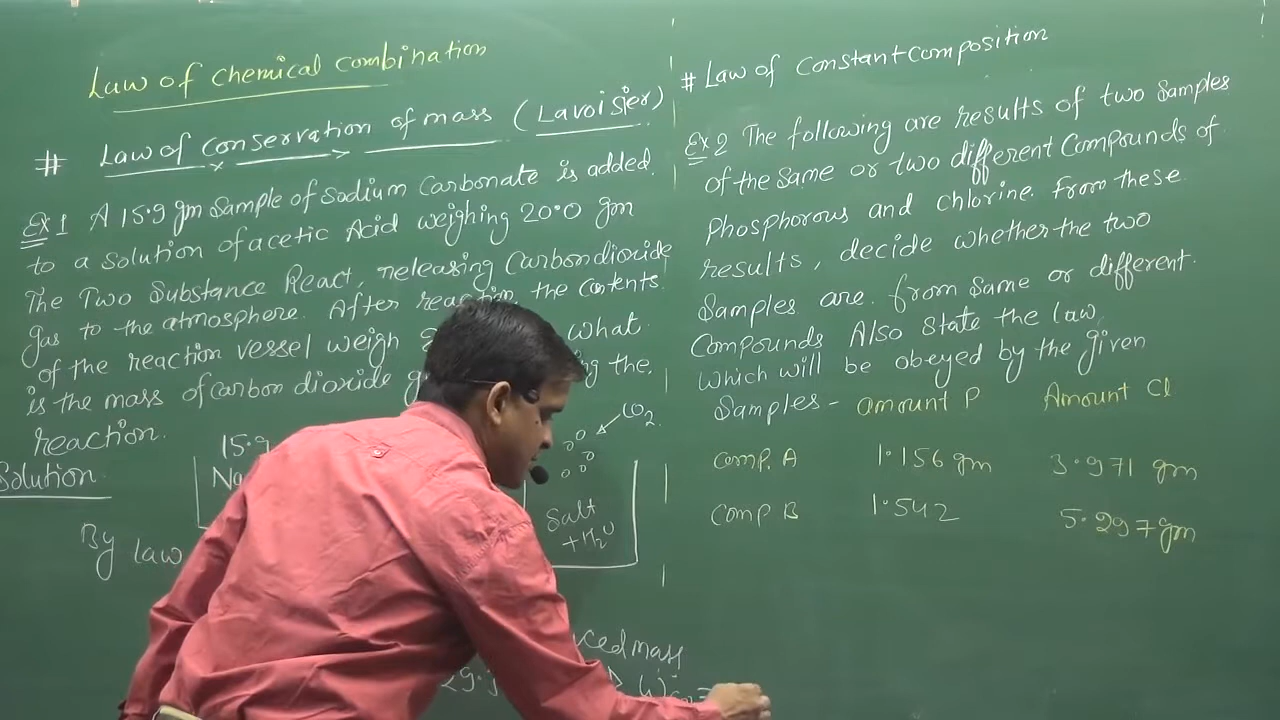 Law of chemical combination
# Law of conservation of mass (Lavoisier)
Ex 1 A 15.9 gm Sample of Sodium Carbonate is added.
to a Solution of acetic Acid weighing 20.0 gm
The Two Substance React, releasing Carbondioxide
gas to the atmosphere. After reaction the contents.
of the reaction vessel weigh what
is the mass of carbon dioxide the.
reaction.
Solution
15.9
CO2
Salt
+ H2O
By law
mass
29.
# Law of constant composition
Ex 2 The following are results of two Samples
of the Same or two different Compounds of
Phosphorous and chlorine. From these
results, decide whether the two
Samples are from Same or different.
Compounds Also state the law
which will be obeyed by the given
Samples - amount P Amount Cl
comp. A 1.156 gm 3.971 gm
comp B 1.542 5.297 gm